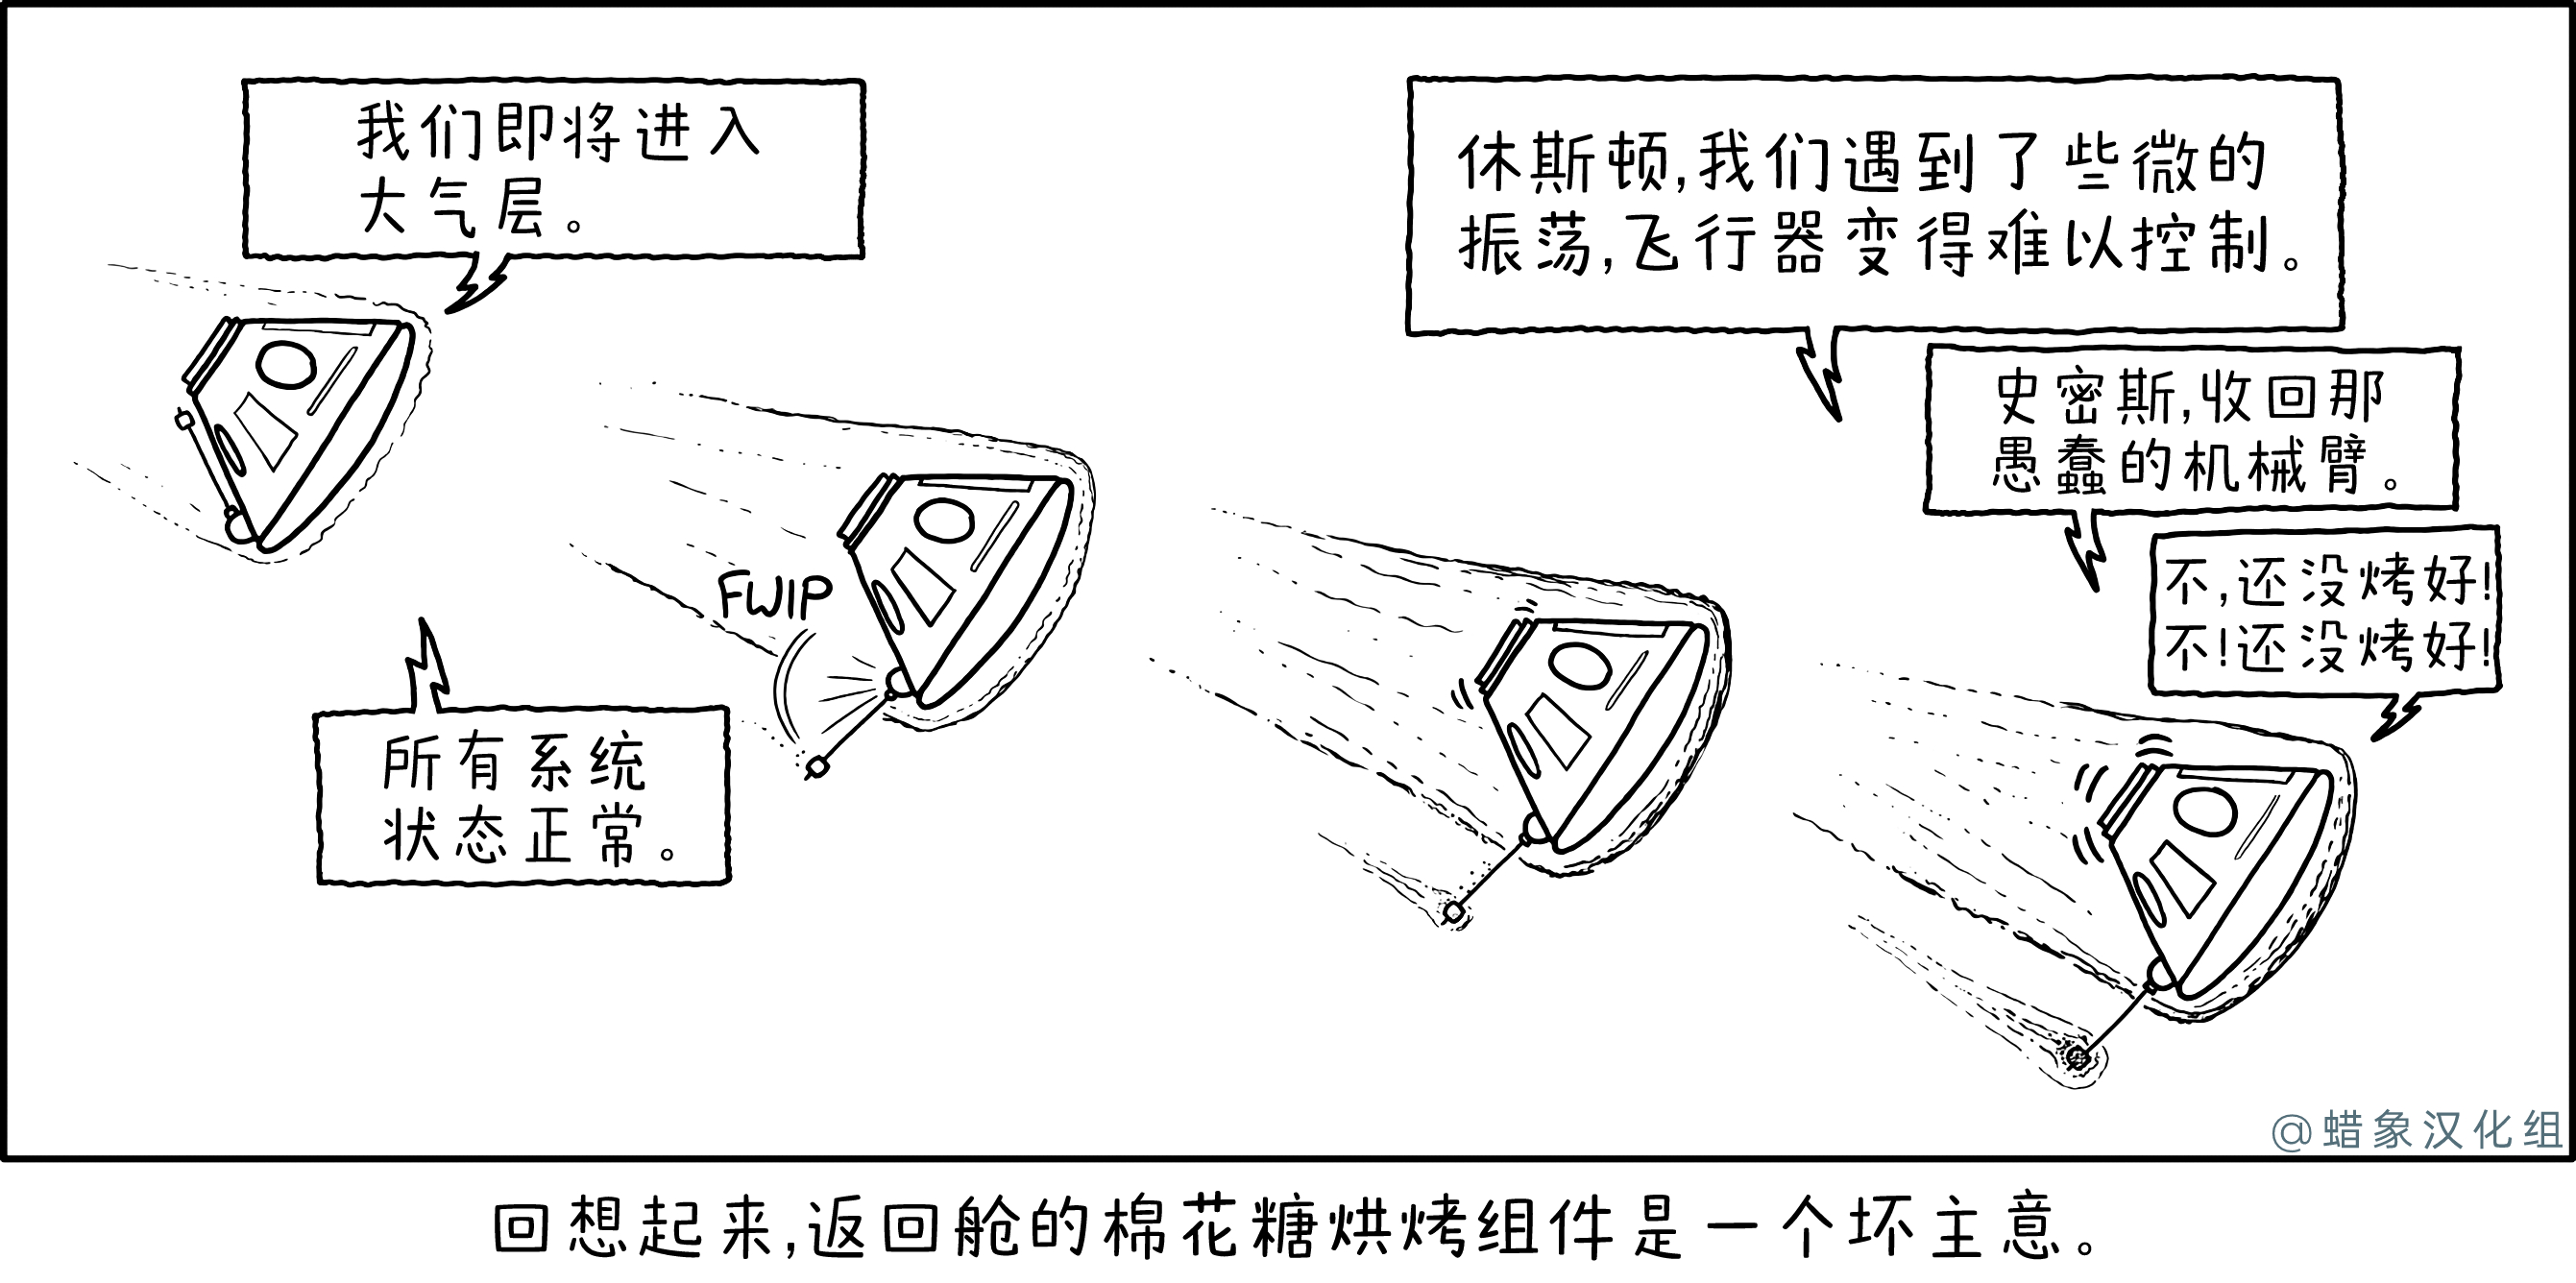 我们即将进入
大气层。
所有系统
状态正常。
FWIP
休斯顿,我们遇到了些微的
振荡,飞行器变得难以控制。
史密斯,收回那
愚蠢的机械臂。
不,还没烤好!
不!还没烤好!
@蜡象汉化组
回想起来,返回舱的棉花糖烘烤组件是一个坏主意。